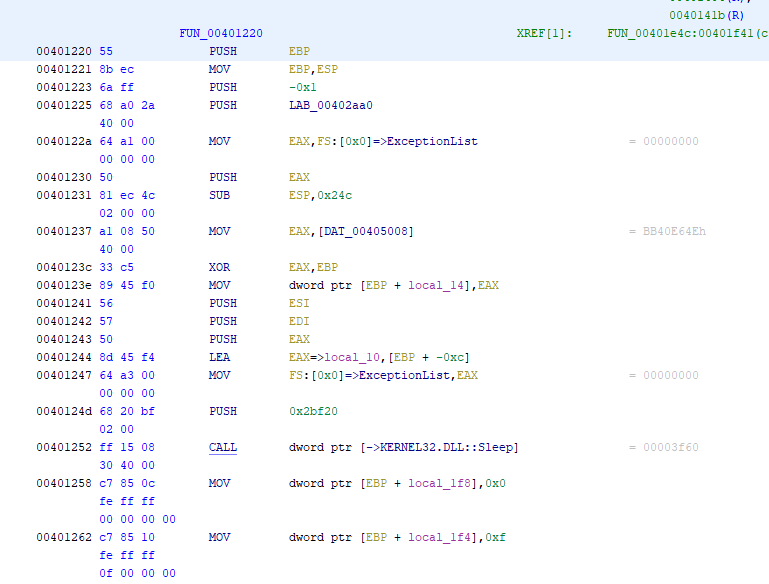 0040141b(R)
FUN_00401220 XREF[1]: FUN_00401e4c:00401f41(c
00401220 55 PUSH EBP
00401221 8b ec MOV EBP,ESP
00401223 6a ff PUSH -0x1
00401225 68 a0 2a PUSH LAB_00402aa0
40 00
0040122a 64 a1 00 MOV EAX,FS:[0x0]=>ExceptionList = 00000000
00 00 00
00401230 50 PUSH EAX
00401231 81 ec 4c SUB ESP,0x24c
02 00 00
00401237 a1 08 50 MOV EAX,[DAT_00405008] = BB40E64Eh
40 00
0040123c 33 c5 XOR EAX,EBP
0040123e 89 45 f0 MOV dword ptr [EBP + local_14],EAX
00401241 56 PUSH ESI
00401242 57 PUSH EDI
00401243 50 PUSH EAX
00401244 8d 45 f4 LEA EAX=>local_10,[EBP + -0xc]
00401247 64 a3 00 MOV FS:[0x0]=>ExceptionList,EAX = 00000000
00 00 00
0040124d 68 20 bf PUSH 0x2bf20
02 00
00401252 ff 15 08 CALL dword ptr [->KERNEL32.DLL::Sleep] = 00003f60
30 40 00
00401258 c7 85 0c MOV dword ptr [EBP + local_1f8],0x0
fe ff ff
00 00 00 00
00401262 c7 85 10 MOV dword ptr [EBP + local_1f4],0xf
fe ff ff
0f 00 00 00